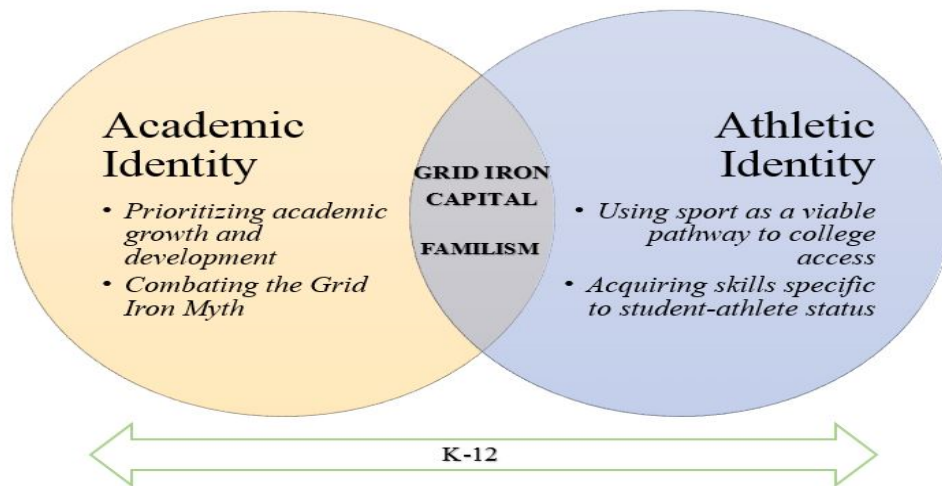 Academic
Identity
• Prioritizing academic
growth and
development
• Combating the Grid
Iron Myth
GRID IRON
CAPITAL
FAMILISM
Athletic
Identity
• Using sport as a viable
pathway to college
access
• Acquiring skills specific
to student-athlete status
K-12